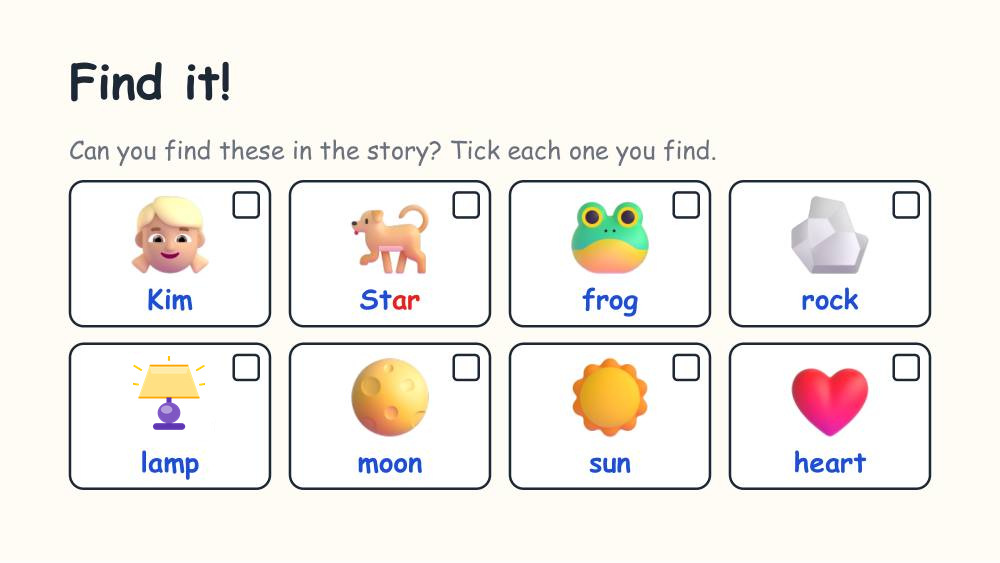 Find it!
Can you find these in the story? Tick each one you find.
Kim
Star
frog
rock
lamp
moon
sun
heart